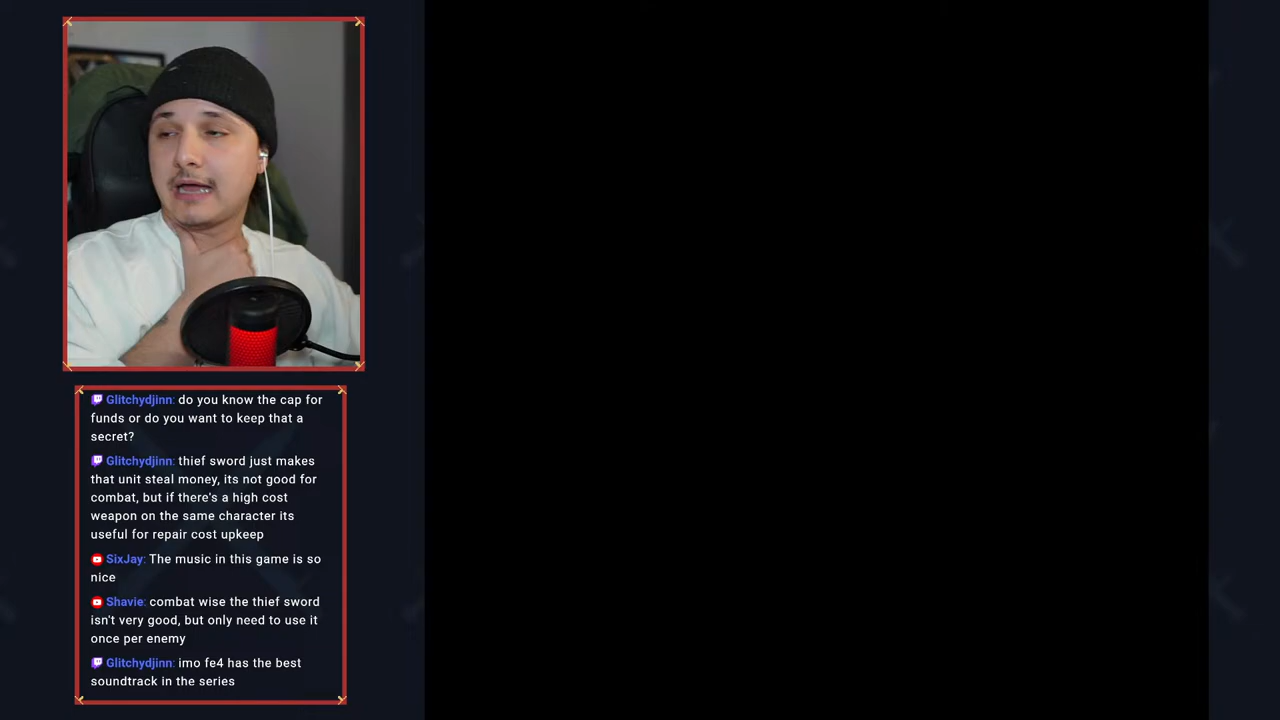 Glitchydjinn: do you know the cap for
funds or do you want to keep that a
secret?
Glitchydjinn: thief sword just makes
that unit steal money, its not good for
combat, but if there's a high cost
weapon on the same character its
useful for repair cost upkeep
SixJay: The music in this game is so
nice
Shavie: combat wise the thief sword
isn't very good, but only need to use it
once per enemy
Glitchydjinn: imo fe4 has the best
soundtrack in the series